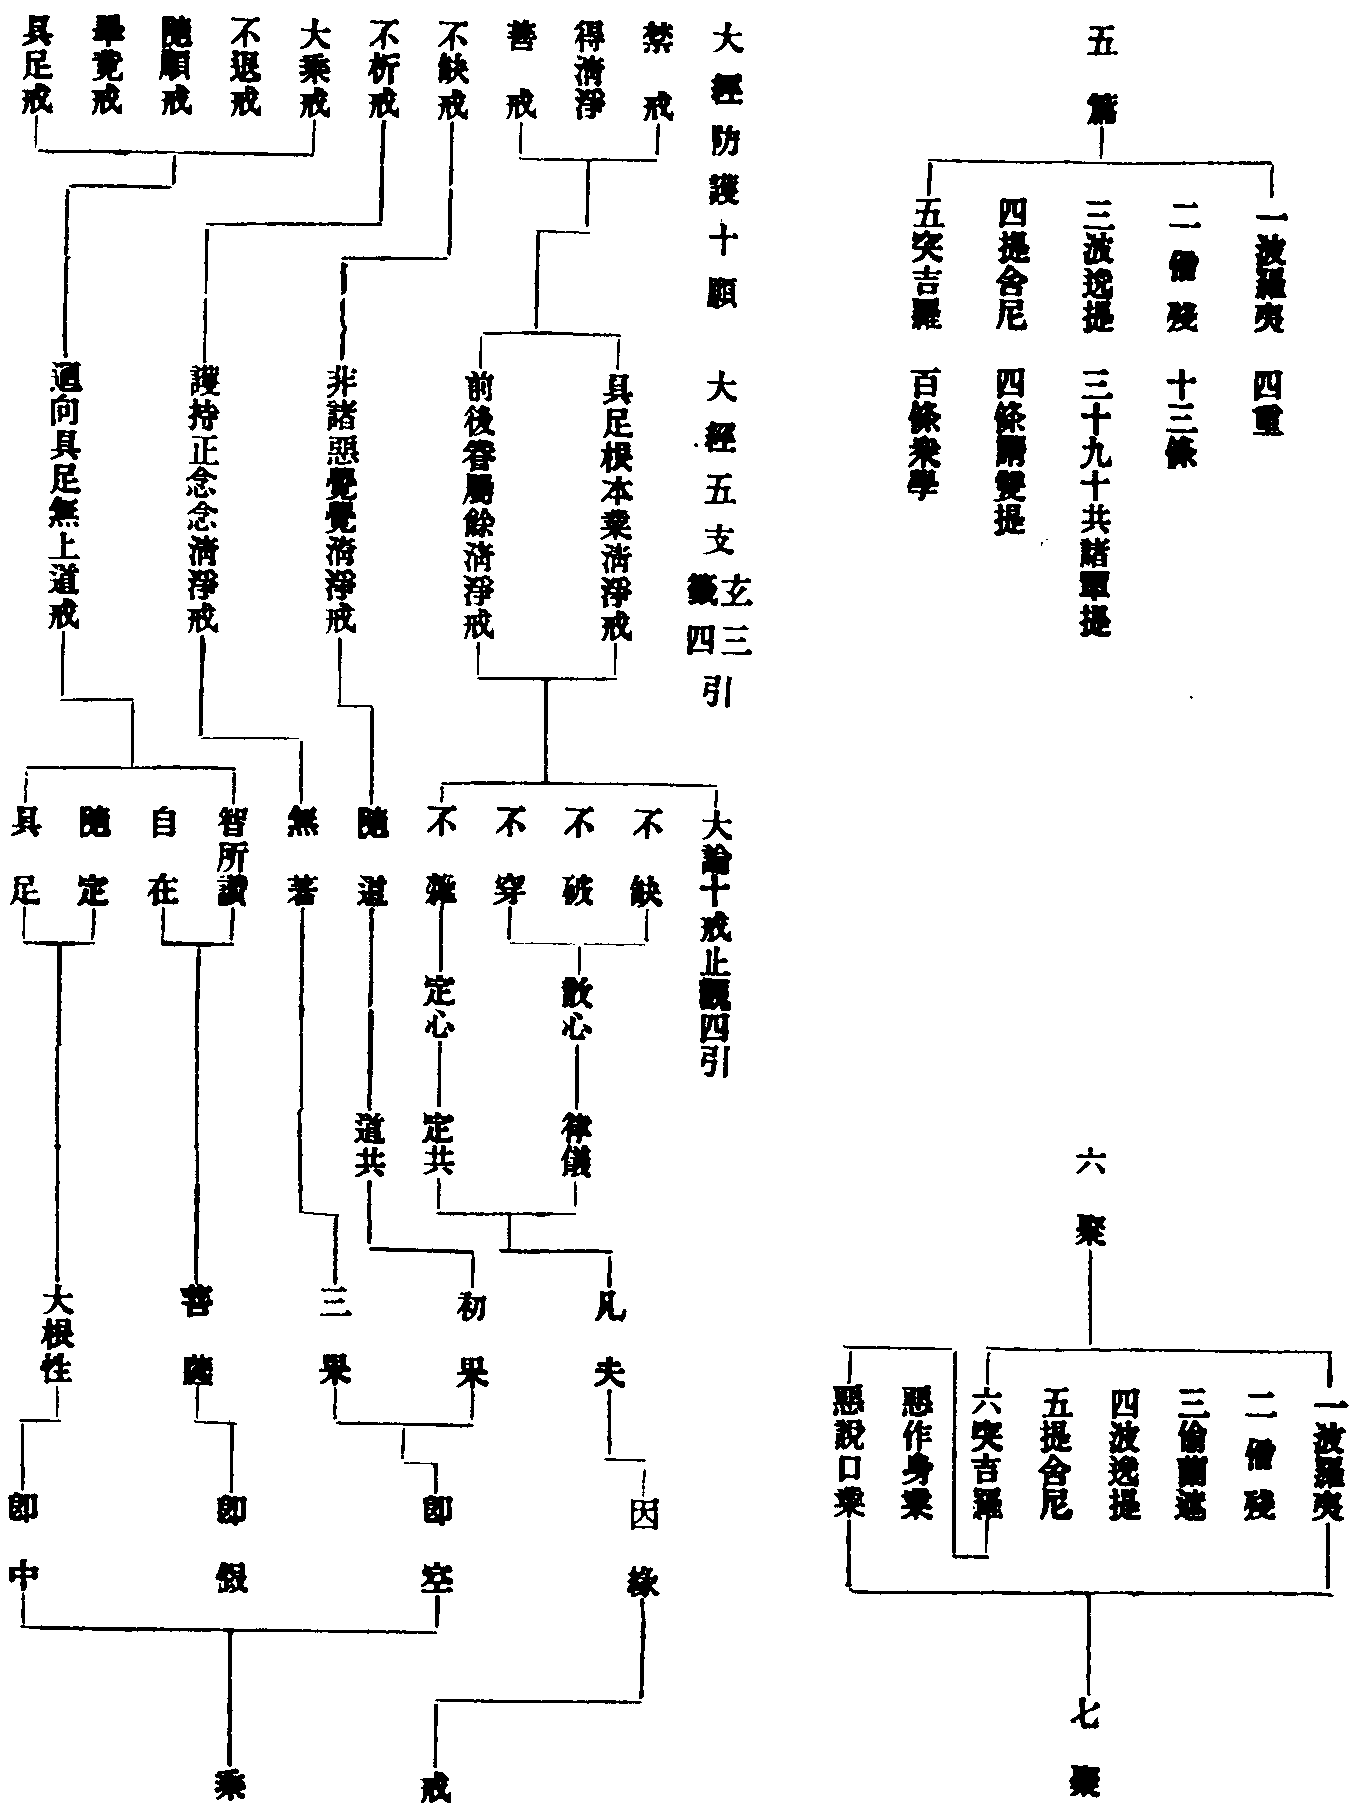 五篇
一波羅夷 四重
二僧殘 十三條
三波逸提 三十九十共諸單提
四提舍尼 四條關雙提
五突吉羅 百條衆學
六聚
一波羅夷
二僧殘
三偷蘭遮
四波逸提
五提舍尼
六突吉羅
惡作身業
惡說口業
七聚
大經防護十願
禁戒
得清淨
善戒
不缺戒
不析戒
大乘戒
不退戒
隨順戒
畢竟戒
具足戒
大經五支 玄三籤四引
具足根本業清淨戒
前後眷屬餘清淨戒
非諸惡覺覺清淨戒
護持正念念清淨戒
迴向具足無上道戒
大論十戒止觀四引
不缺
不破
不穿
不雜
隨道
無著
智所讚
自在
隨定
具足
散心
定心
律儀
定共
道共
凡夫
初果
三果
菩薩
大根性
因緣
即空
即假
即中
戒
乘